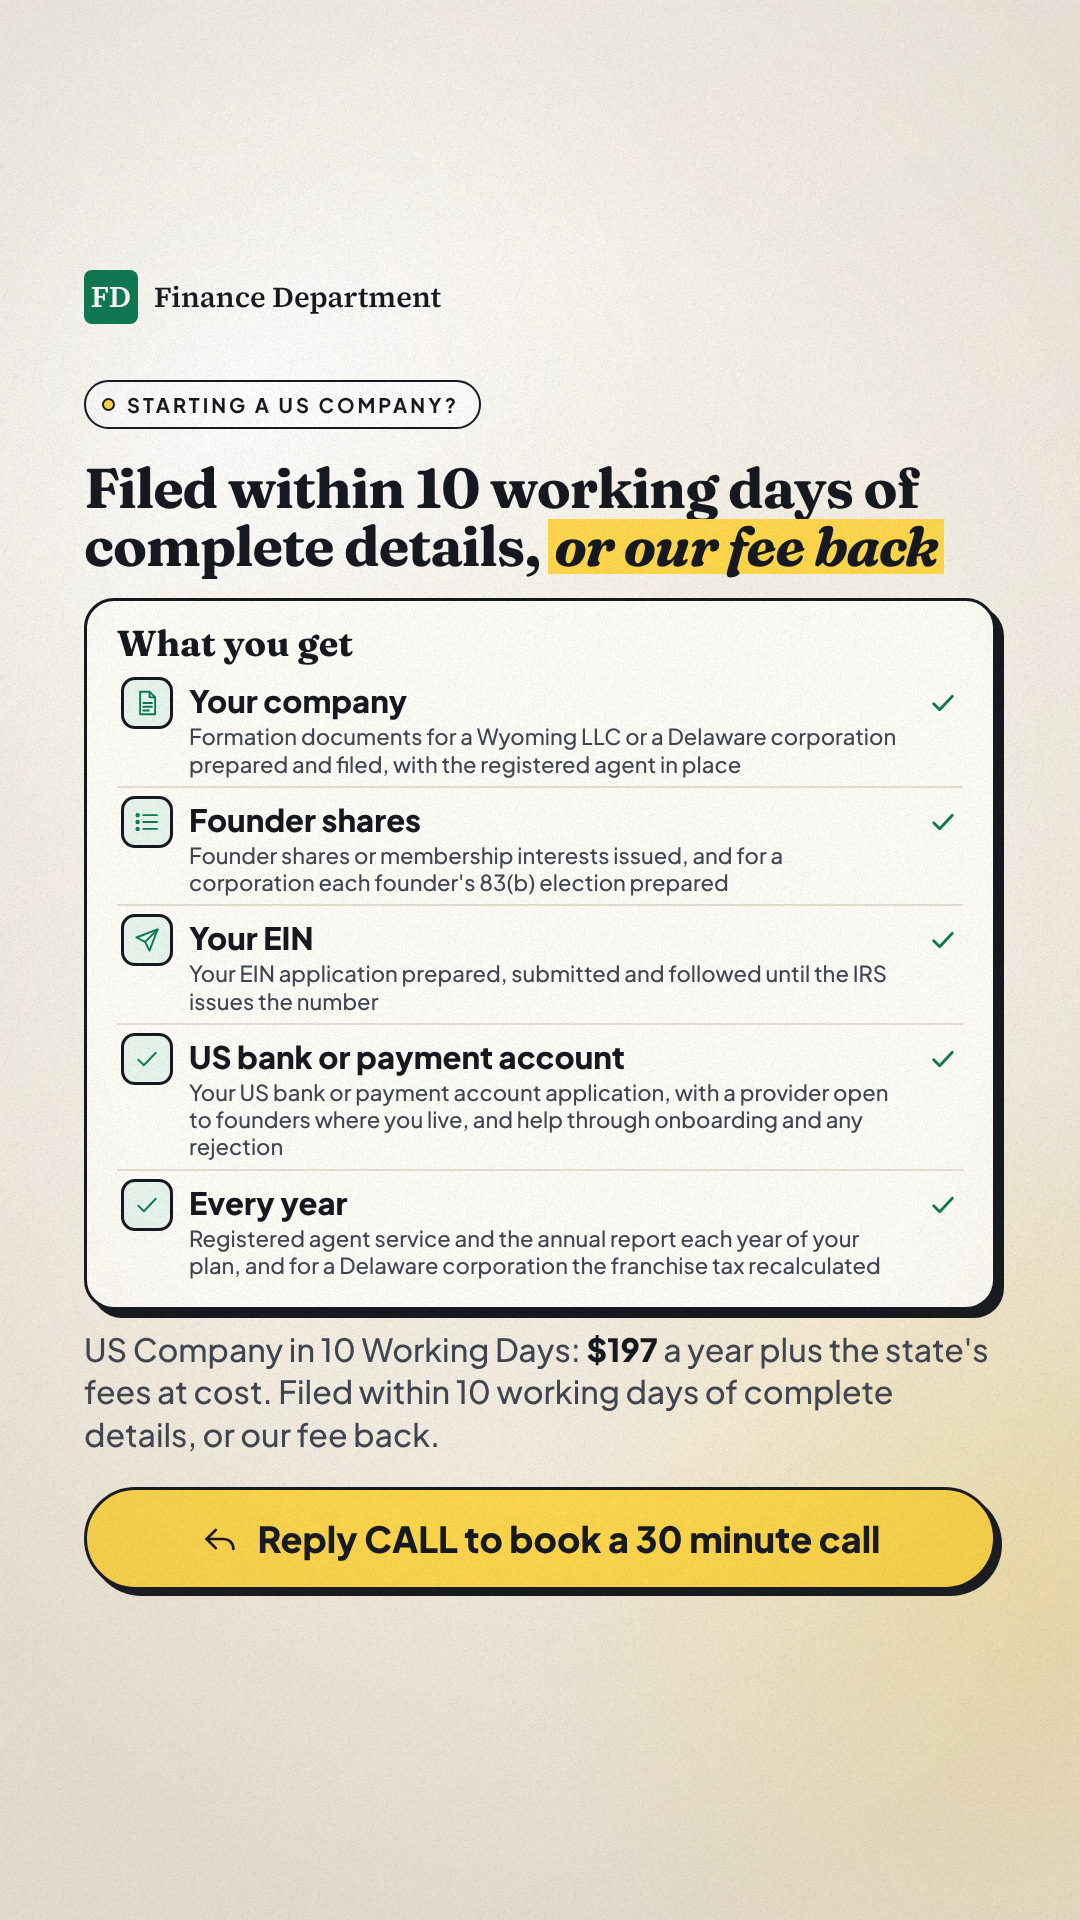 FD Finance Department
STARTING A US COMPANY?
Filed within 10 working days of
complete details, or our fee back
What you get
Your company
Formation documents for a Wyoming LLC or a Delaware corporation
prepared and filed, with the registered agent in place
Founder shares
Founder shares or membership interests issued, and for a
corporation each founder's 83(b) election prepared
Your EIN
Your EIN application prepared, submitted and followed until the IRS
issues the number
US bank or payment account
Your US bank or payment account application, with a provider open
to founders where you live, and help through onboarding and any
rejection
Every year
Registered agent service and the annual report each year of your
plan, and for a Delaware corporation the franchise tax recalculated
US Company in 10 Working Days: $197 a year plus the state's
fees at cost. Filed within 10 working days of complete
details, or our fee back.
Reply CALL to book a 30 minute call